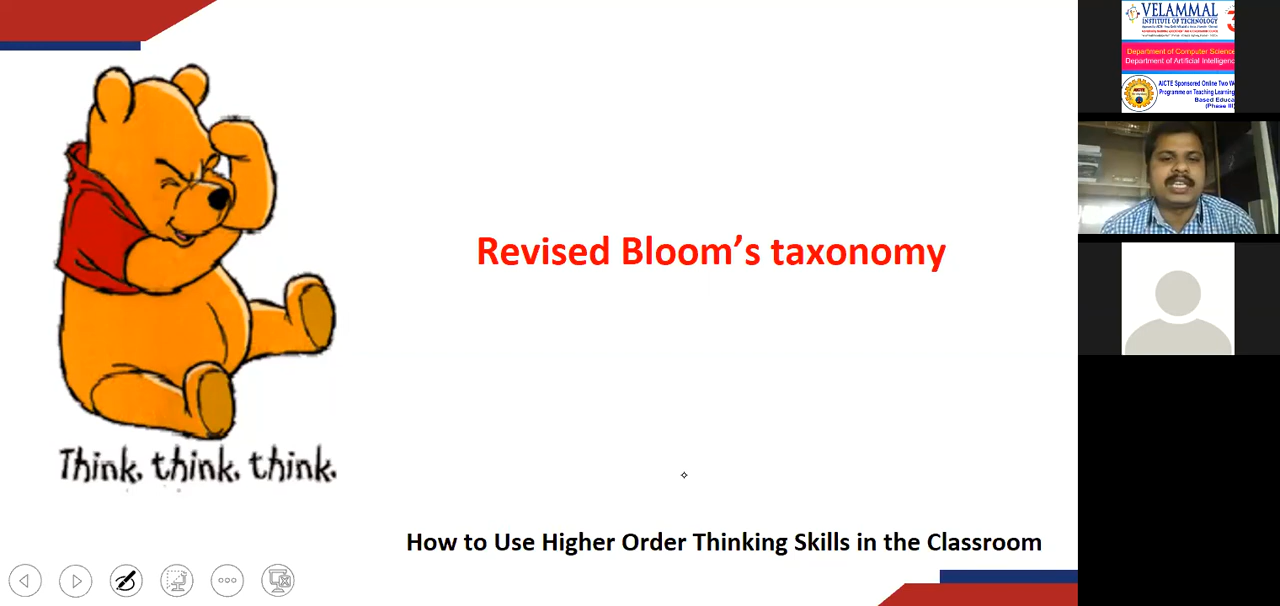 Revised Bloom's taxonomy
Think, think, think.
How to Use Higher Order Thinking Skills in the Classroom
VELAMMAL
INSTITUTE OF TECHNOLOGY
Department of Computer Science
Department of Artificial Intelligenc
AICTE Sponsored Online Two W
Programme on Teaching Learning
Based Educa
(Phase III)